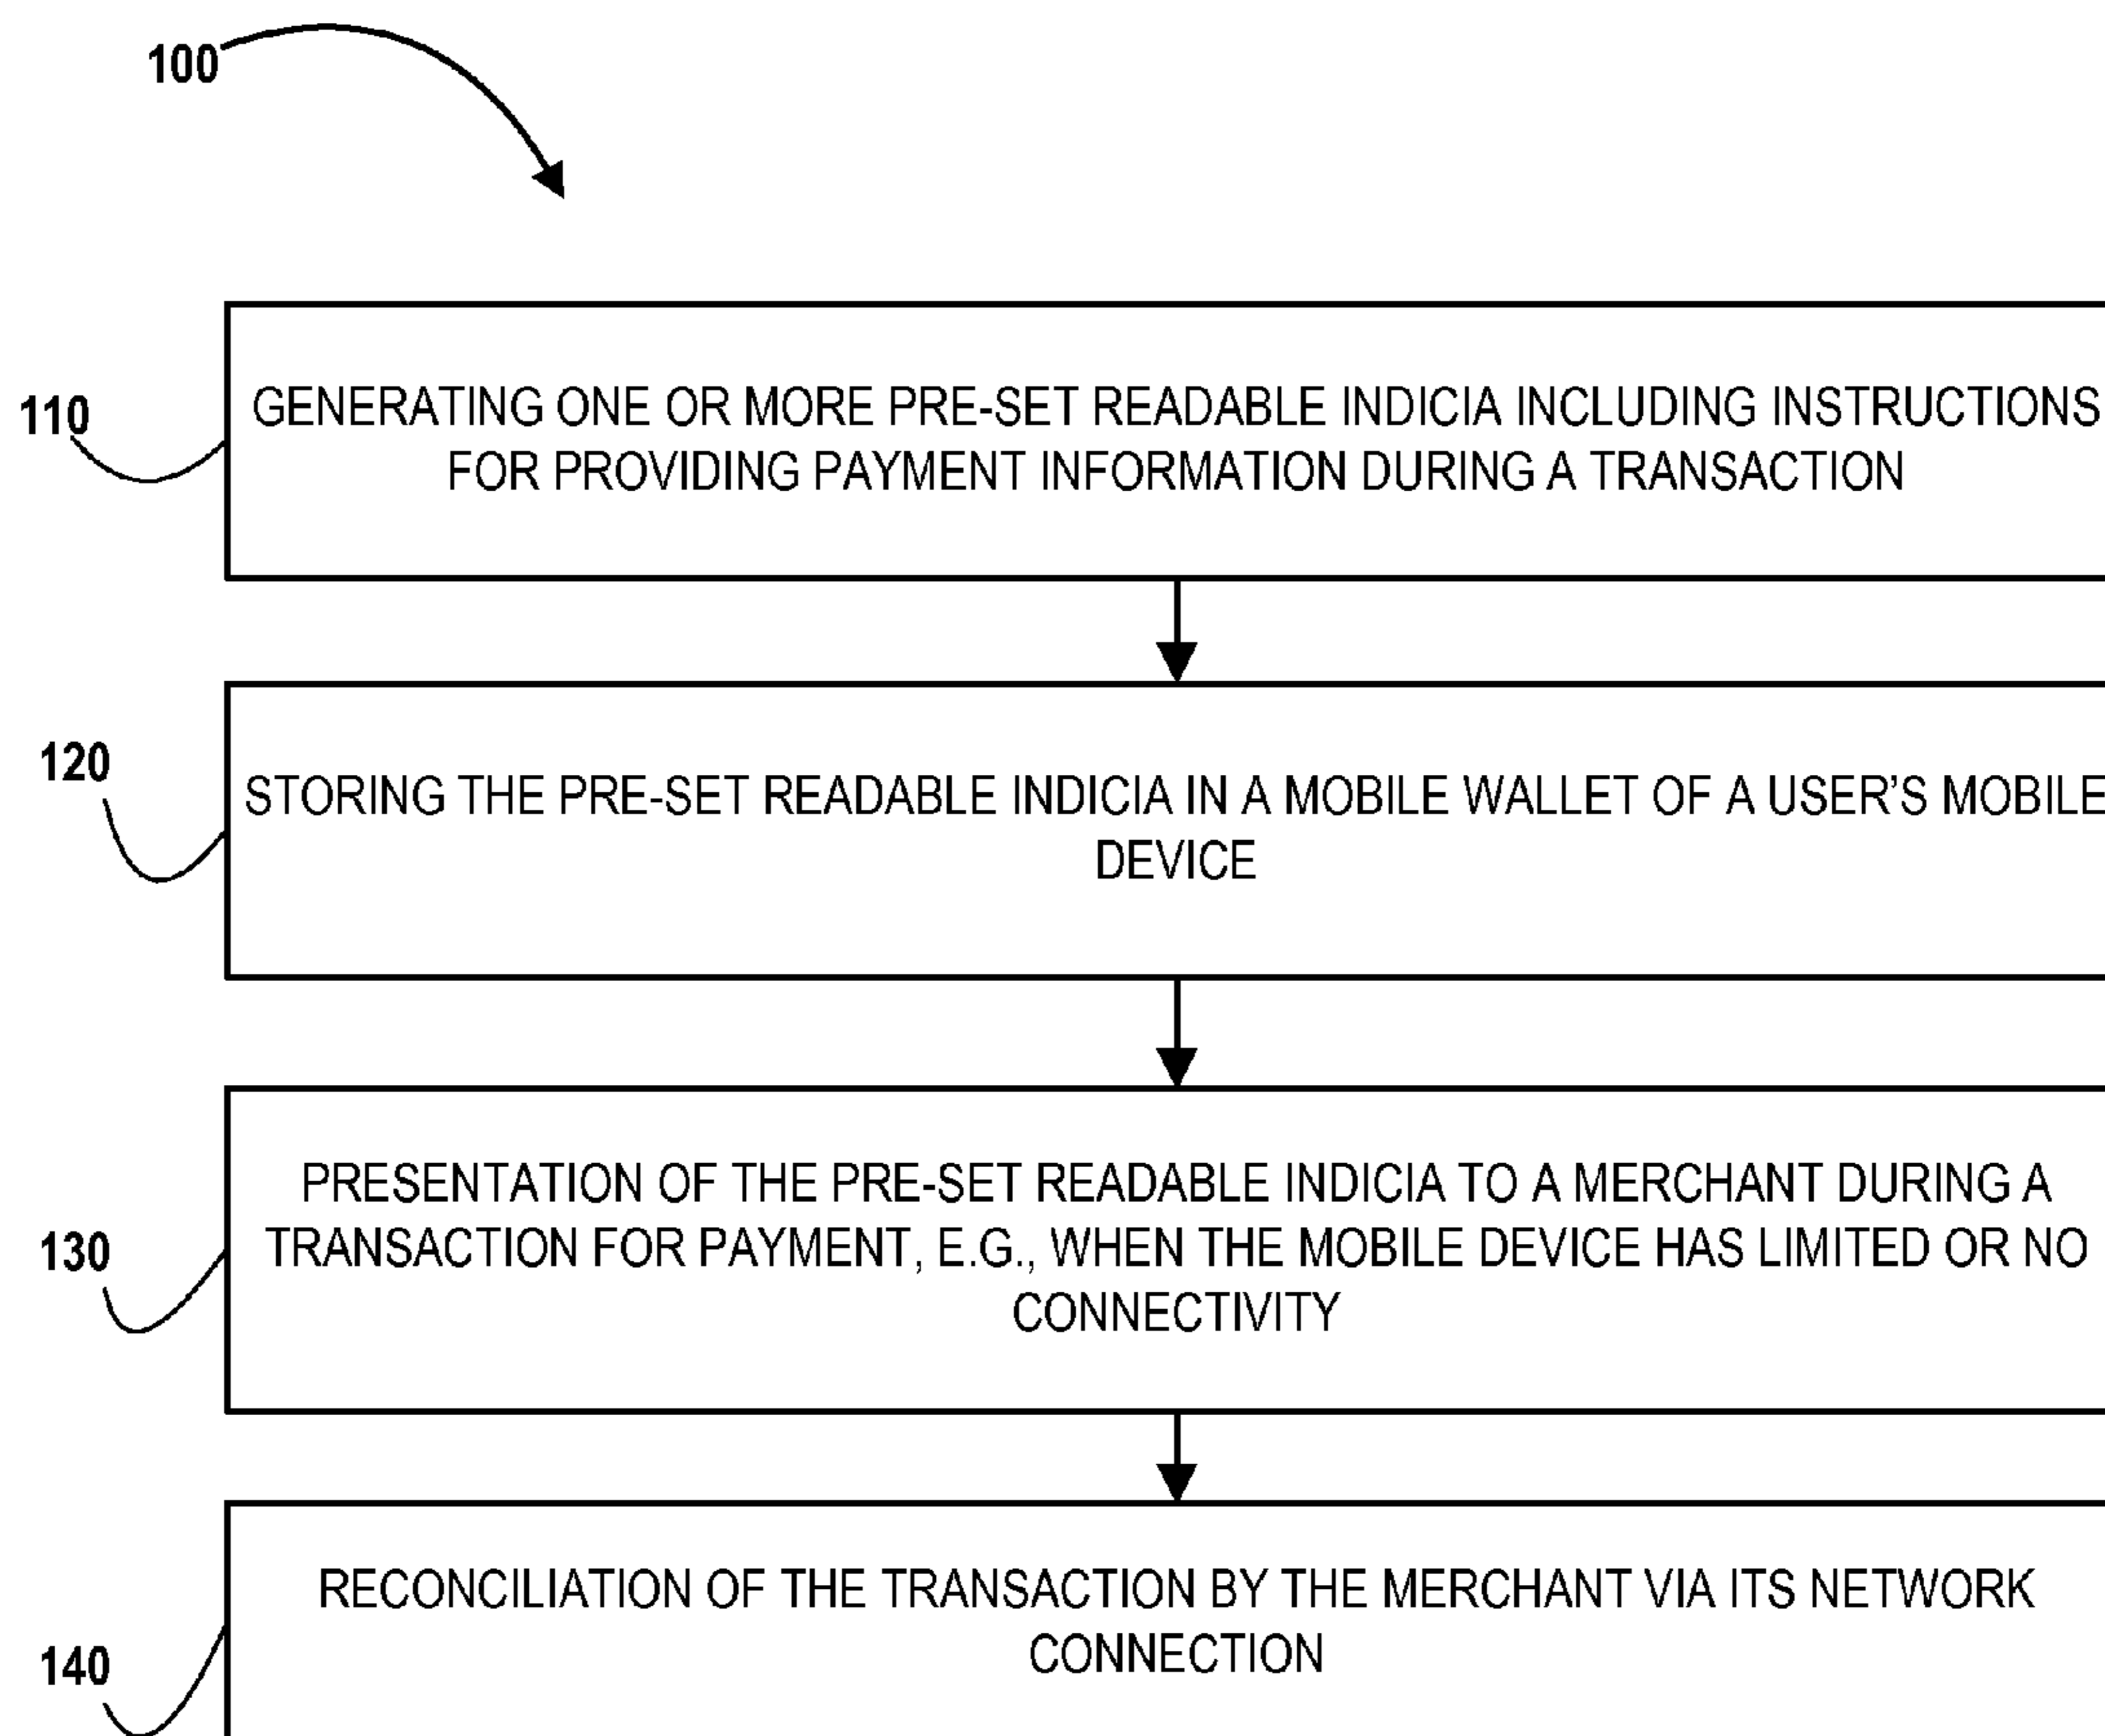 100
110
GENERATING ONE OR MORE PRE-SET READABLE INDICIA INCLUDING INSTRUCTIONS
FOR PROVIDING PAYMENT INFORMATION DURING A TRANSACTION
120
STORING THE PRE-SET READABLE INDICIA IN A MOBILE WALLET OF A USER'S MOBILE
DEVICE
130
PRESENTATION OF THE PRE-SET READABLE INDICIA TO A MERCHANT DURING A
TRANSACTION FOR PAYMENT, E.G., WHEN THE MOBILE DEVICE HAS LIMITED OR NO
CONNECTIVITY
140
RECONCILIATION OF THE TRANSACTION BY THE MERCHANT VIA ITS NETWORK
CONNECTION